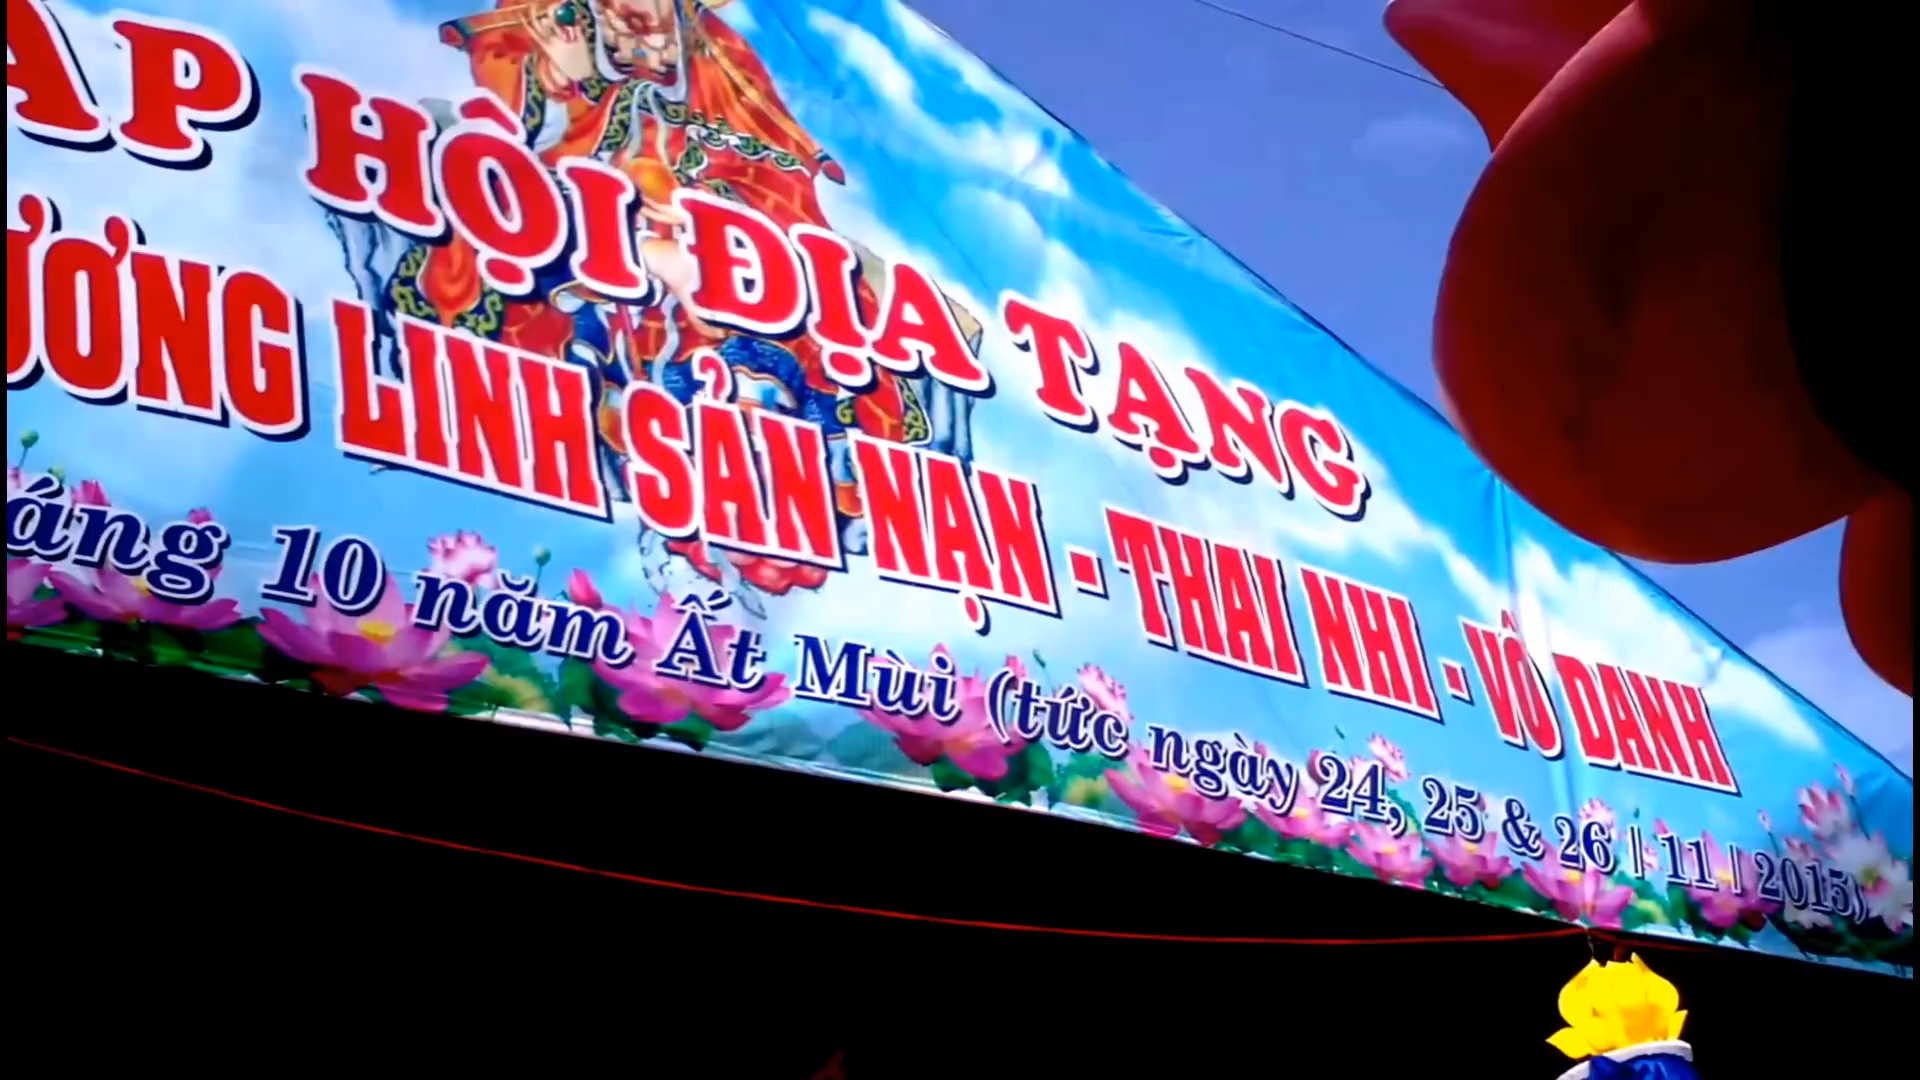 ÁP HỘI ĐỊA TẠNG
ƯƠNG LINH SẢN NẠN - THAI NHI - VÔ DANH
áng 10 năm Ất Mùi (tức ngày 24, 25 & 26 / 11 / 2015)